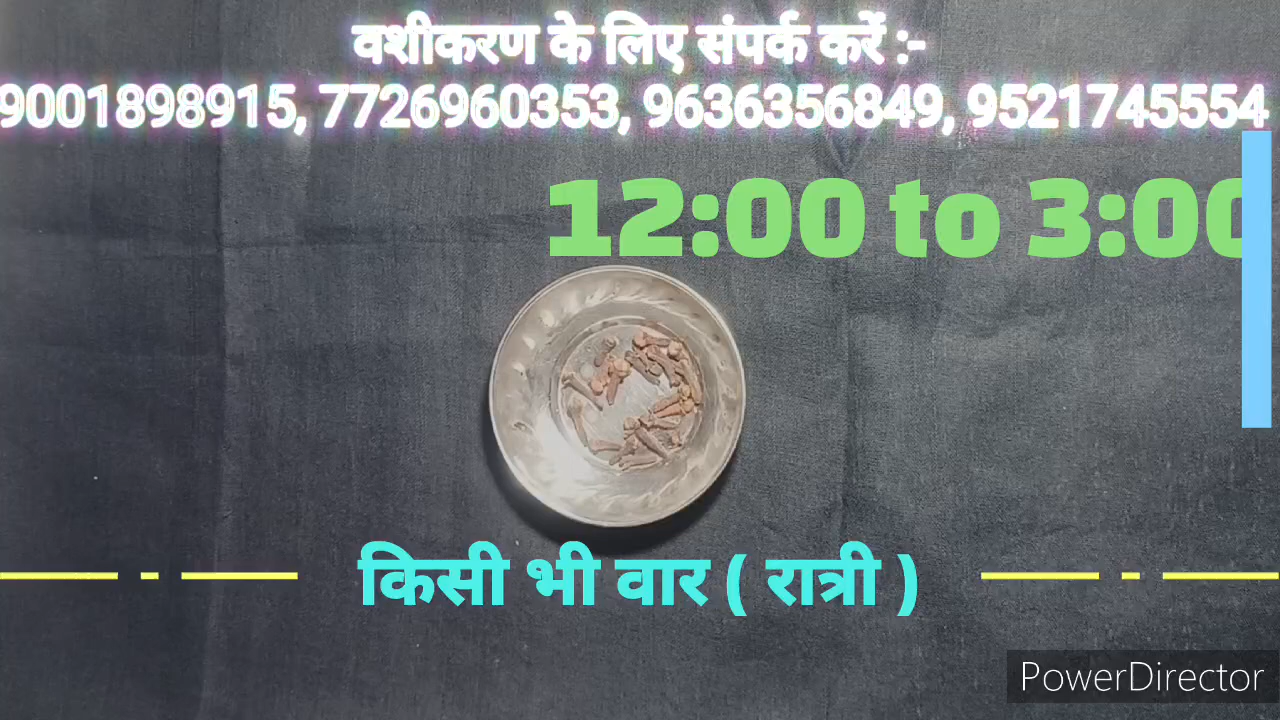 वशीकरण के लिए संपर्क करें :-
9001898915, 7726960353, 9636356849, 9521745554
12:00 to 3:00
किसी भी वार ( रात्री )
PowerDirector